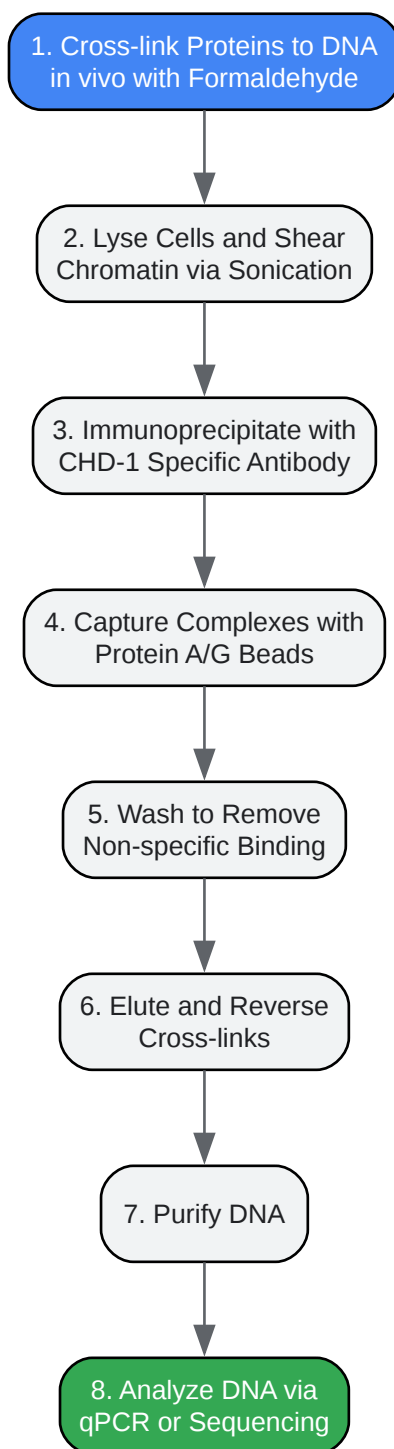 1. Cross-link Proteins to DNA
in vivo with Formaldehyde
2. Lyse Cells and Shear
Chromatin via Sonication
3. Immunoprecipitate with
CHD-1 Specific Antibody
4. Capture Complexes with
Protein A/G Beads
5. Wash to Remove
Non-specific Binding
6. Elute and Reverse
Cross-links
7. Purify DNA
8. Analyze DNA via
qPCR or Sequencing